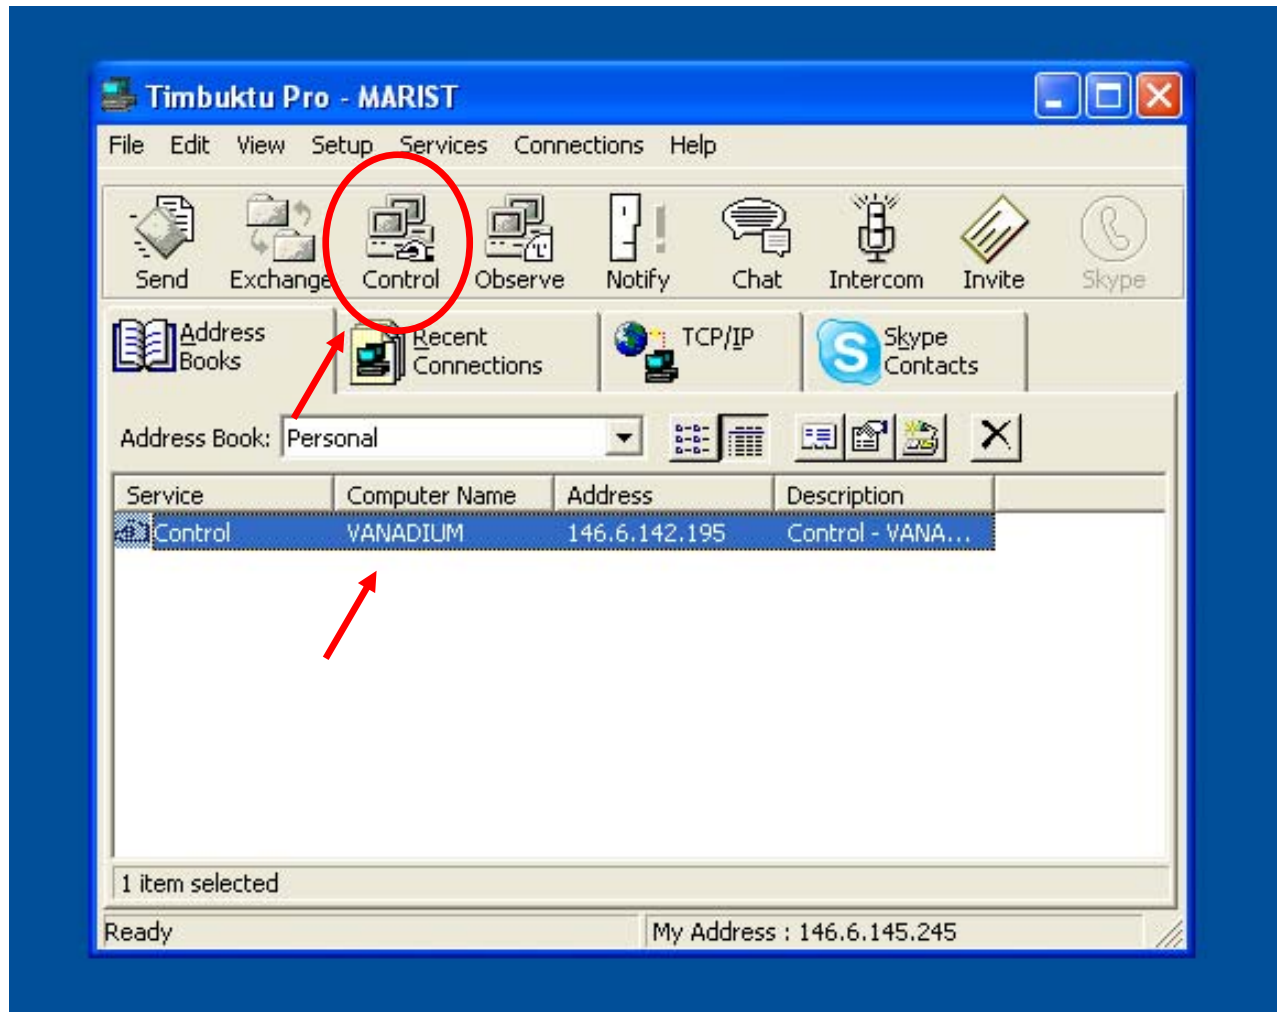 Timbuktu Pro - MARIST
File Edit View Setup Services Connections Help
Send Exchange Control Observe Notify Chat Intercom Invite Skype
Address Books
Recent Connections
TCP/IP
Skype Contacts
Address Book: Personal
Service Computer Name Address Description
Control VANADIUM 146.6.142.195 Control - VANA...
1 item selected
Ready My Address : 146.6.145.245